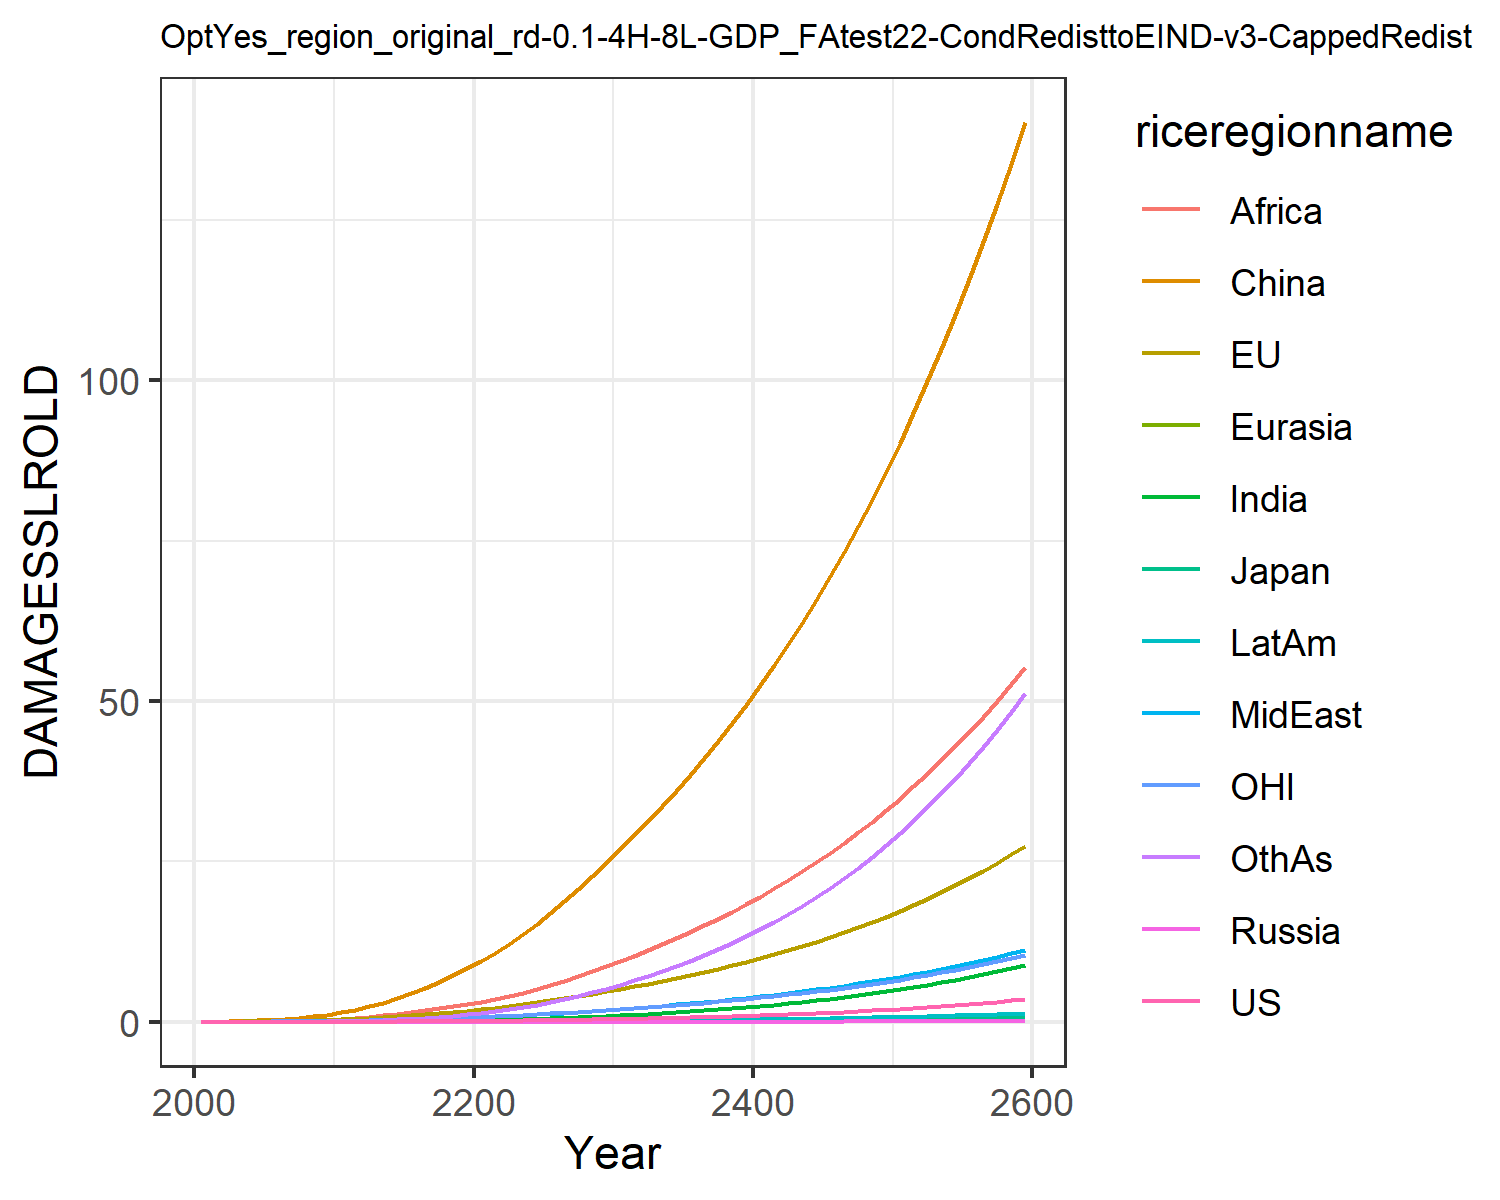 OptYes_region_original_rd-0.1-4H-8L-GDP_FAtest22-CondRedisttoEIND-v3-CappedRedist
DAMAGESSLROLD
100
50
0
2000
2200
2400
2600
Year
riceregionname
Africa
China
EU
Eurasia
India
Japan
LatAm
MidEast
OHI
OthAs
Russia
US